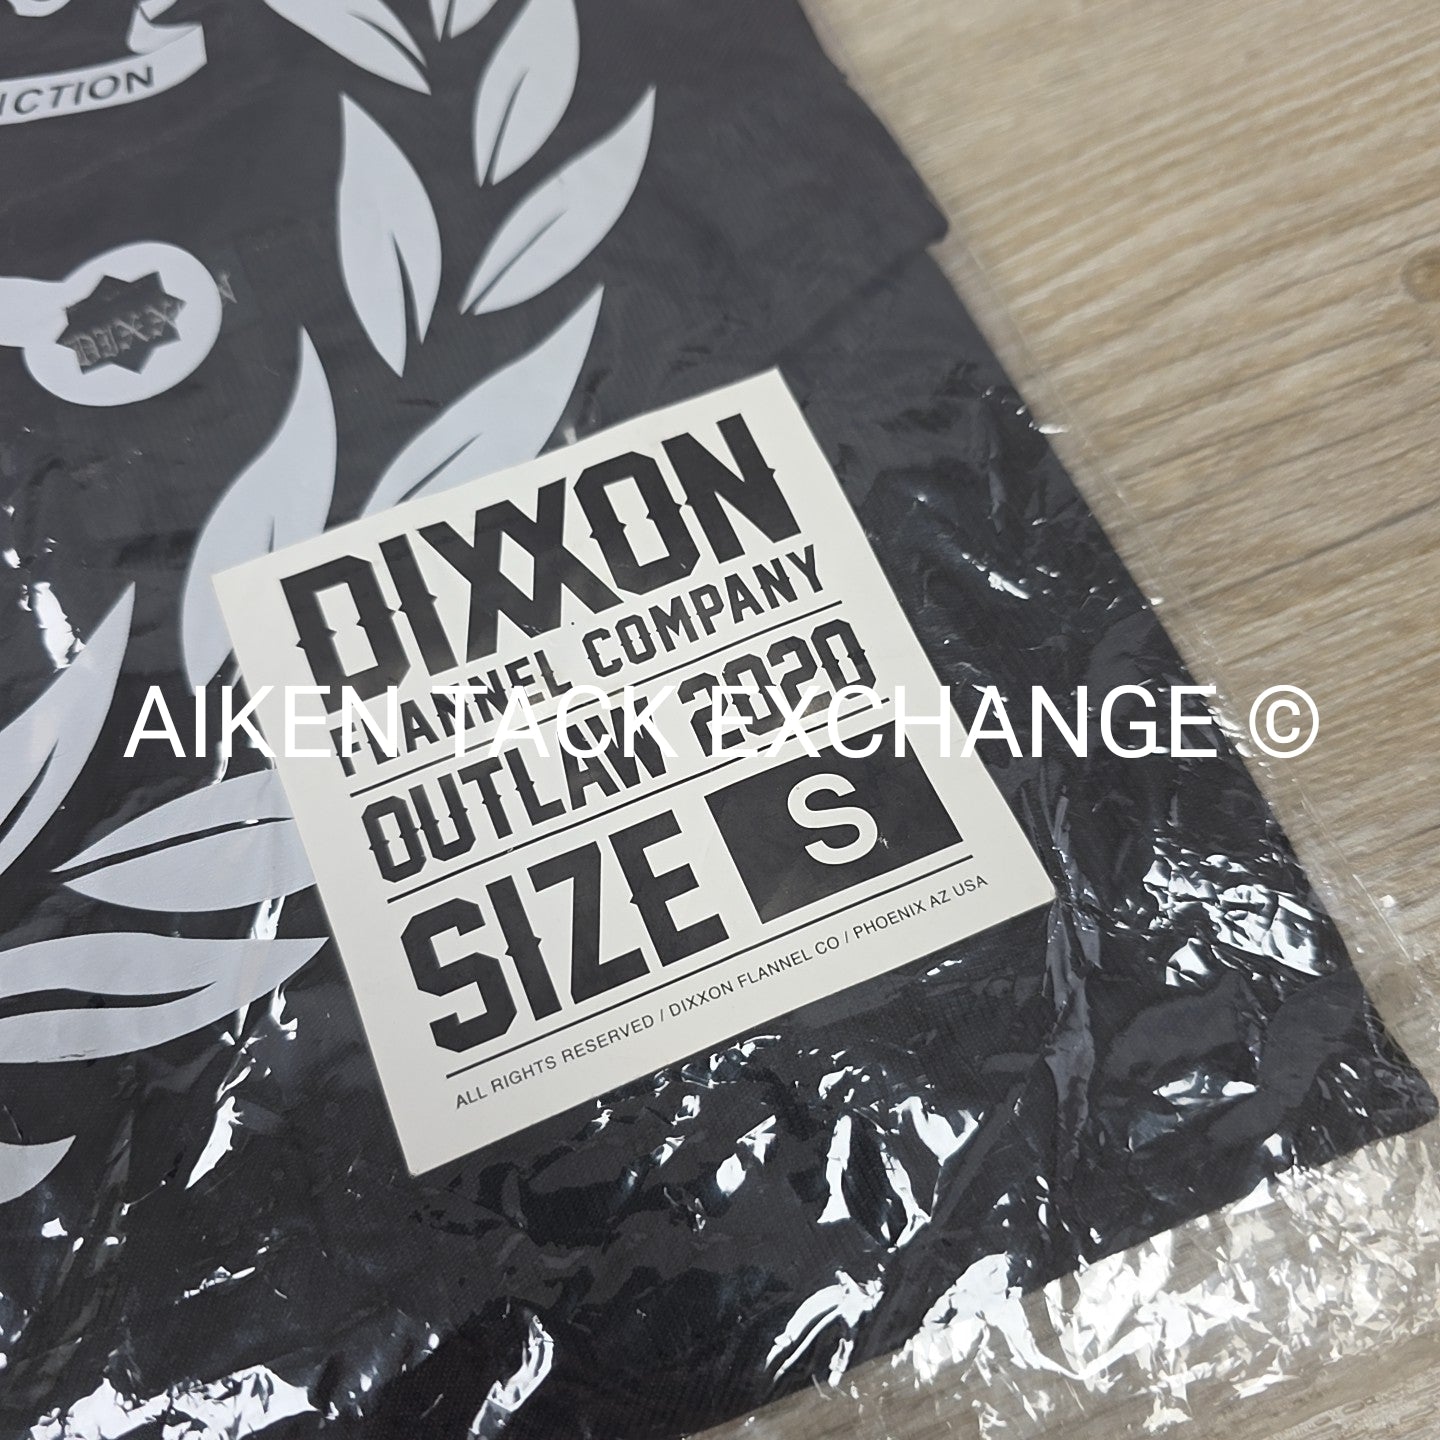 ICTION
DIXXON
DIXXON
FLANNEL COMPANY
OUTLAW 2020
SIZE S
ALL RIGHTS RESERVED / DIXXON FLANNEL CO / PHOENIX AZ USA
AIKEN TACK EXCHANGE ©